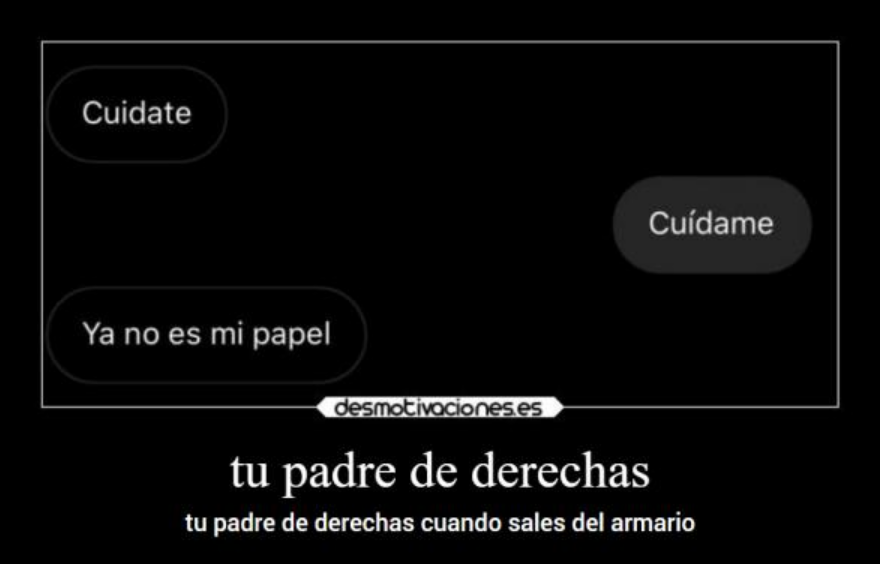 Cuidate
Cuídame
Ya no es mi papel
desmotivaciones.es
tu padre de derechas
tu padre de derechas cuando sales del armario